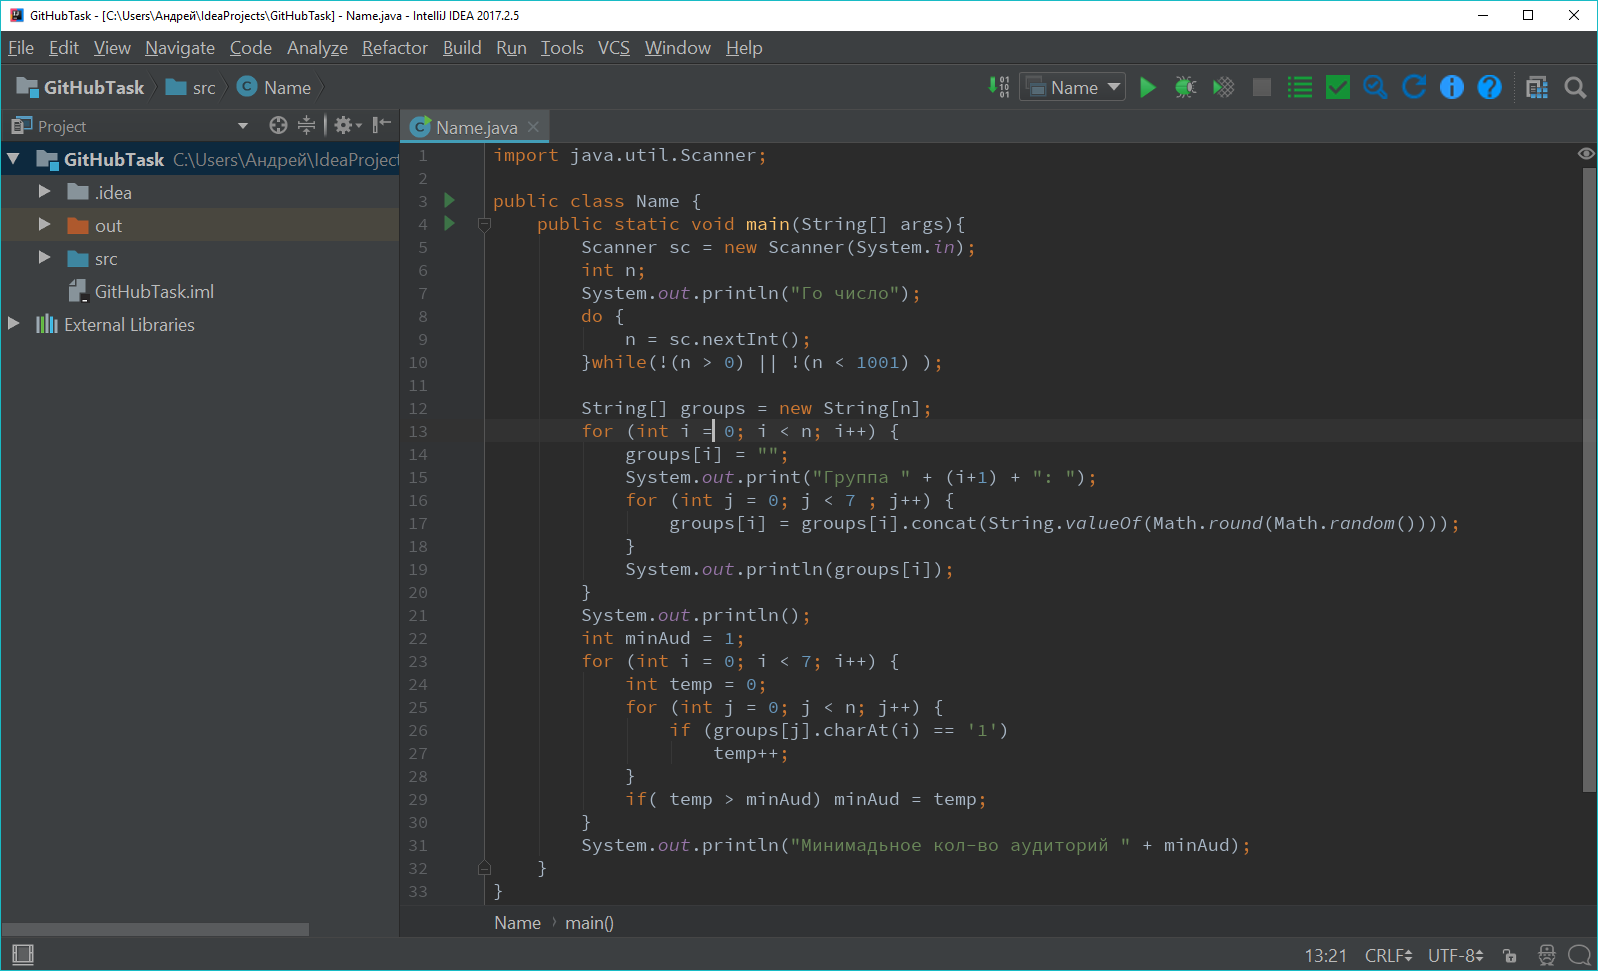 GitHubTask - [C:\Users\Андрей\IdeaProjects\GitHubTask] - Name.java - IntelliJ IDEA 2017.2.5
File Edit View Navigate Code Analyze Refactor Build Run Tools VCS Window Help
GitHubTask src Name Name
Project
Name.java
GitHubTask C:\Users\Андрей\IdeaProject
.idea
out
src
GitHubTask.iml
External Libraries
1 import java.util.Scanner;
2
3 public class Name {
4 public static void main(String[] args){
5 Scanner sc = new Scanner(System.in);
6 int n;
7 System.out.println("Го число");
8 do {
9 n = sc.nextInt();
10 }while(!(n > 0) || !(n < 1001) );
11
12 String[] groups = new String[n];
13 for (int i = 0; i < n; i++) {
14 groups[i] = "";
15 System.out.print("Группа " + (i+1) + ": ");
16 for (int j = 0; j < 7 ; j++) {
17 groups[i] = groups[i].concat(String.valueOf(Math.round(Math.random())));
18 }
19 System.out.println(groups[i]);
20 }
21 System.out.println();
22 int minAud = 1;
23 for (int i = 0; i < 7; i++) {
24 int temp = 0;
25 for (int j = 0; j < n; j++) {
26 if (groups[j].charAt(i) == '1')
27 temp++;
28 }
29 if( temp > minAud) minAud = temp;
30 }
31 System.out.println("Минимадьное кол-во аудиторий " + minAud);
32 }
33 }
Name main()
13:21 CRLF UTF-8